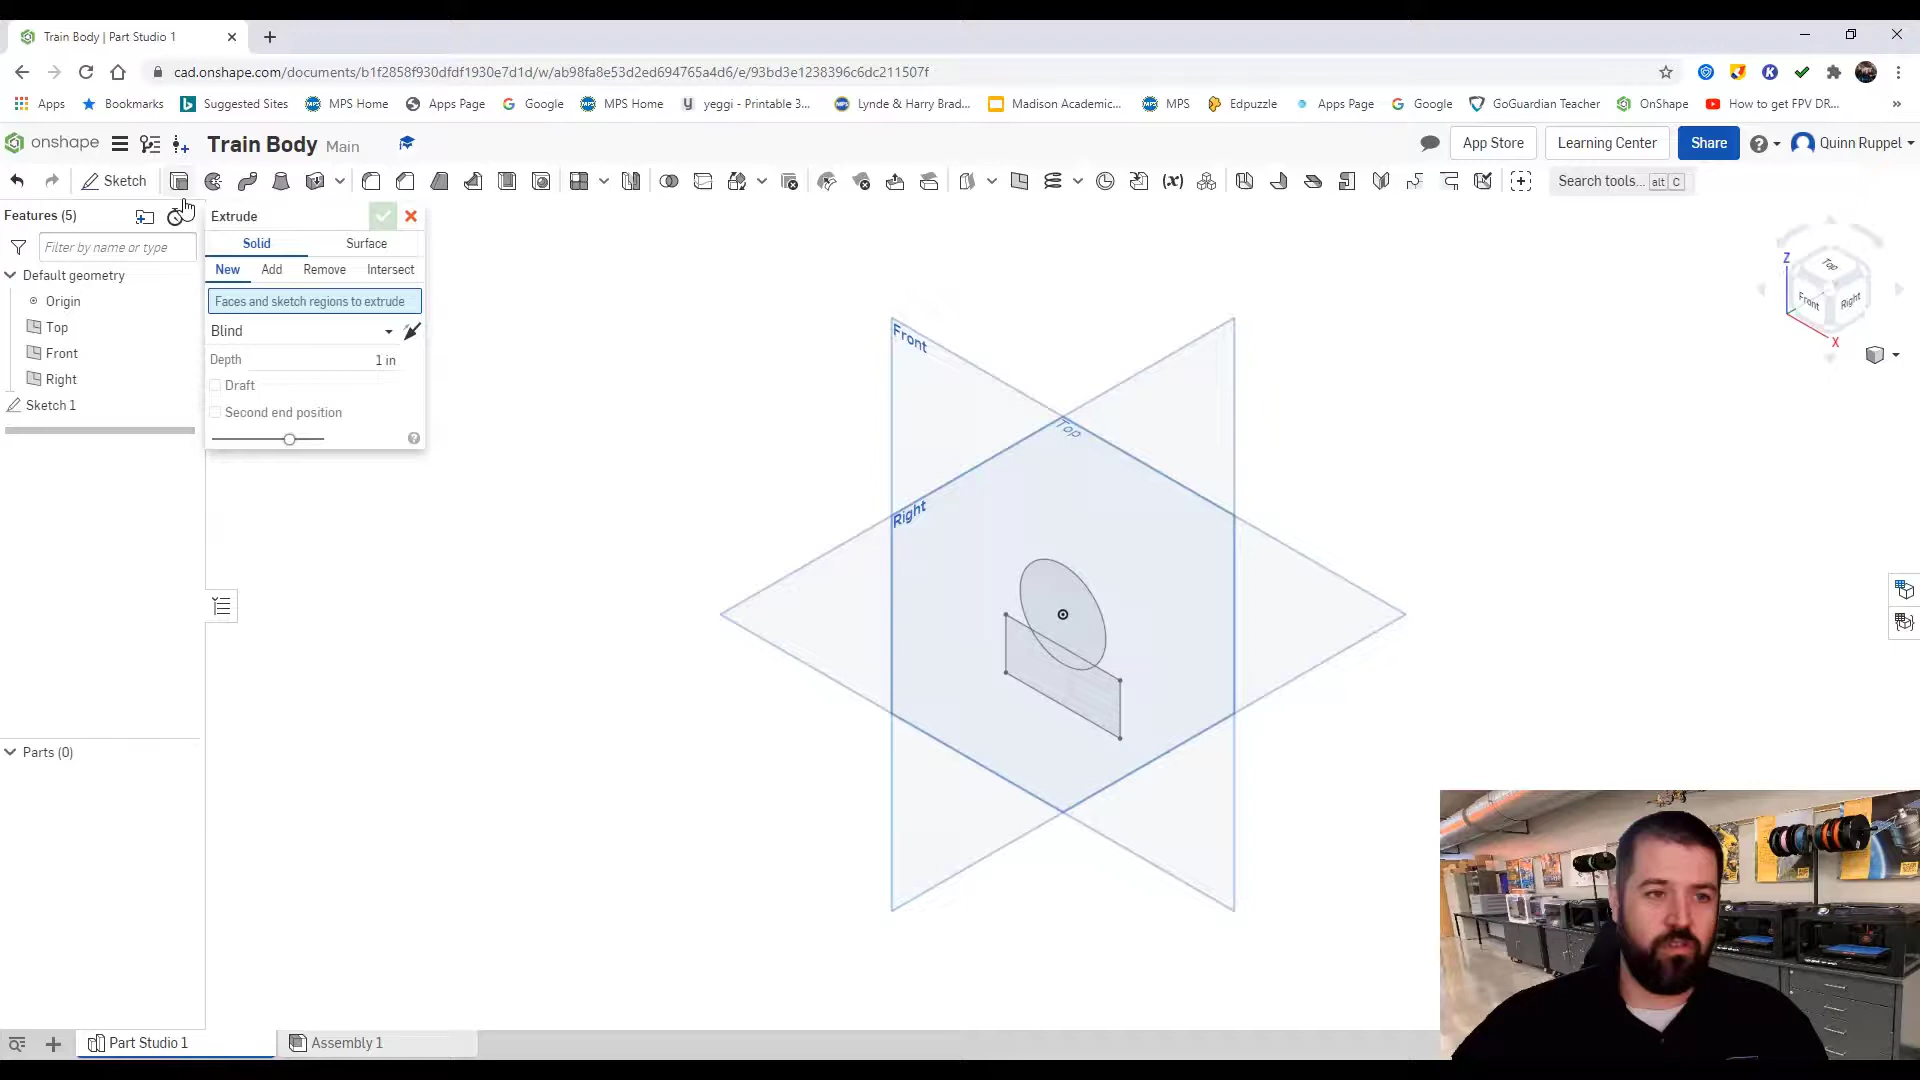 Train Body | Part Studio 1
cad.onshape.com/documents/b1f2858f930dfdf1930e7d1d/w/ab98fa8e53d2ed694765a4d6/e/93bd3e1238396c6dc211507f
Apps Bookmarks Suggested Sites MPS Home Apps Page Google MPS Home yeggi - Printable 3... Lynde & Harry Brad... Madison Academic... MPS Edpuzzle Apps Page Google GoGuardian Teacher OnShape How to get FPV DR... »
onshape Train Body Main App Store Learning Center Share Quinn Ruppel
Sketch Search tools... alt C
Features (5)
Filter by name or type
Default geometry
Origin
Top
Front
Right
Sketch 1
Extrude
Solid Surface
New Add Remove Intersect
Faces and sketch regions to extrude
Blind
Depth 1 in
Draft
Second end position
Front
Top
Right
Z
Top
Front Right
X
Parts (0)
Part Studio 1 Assembly 1